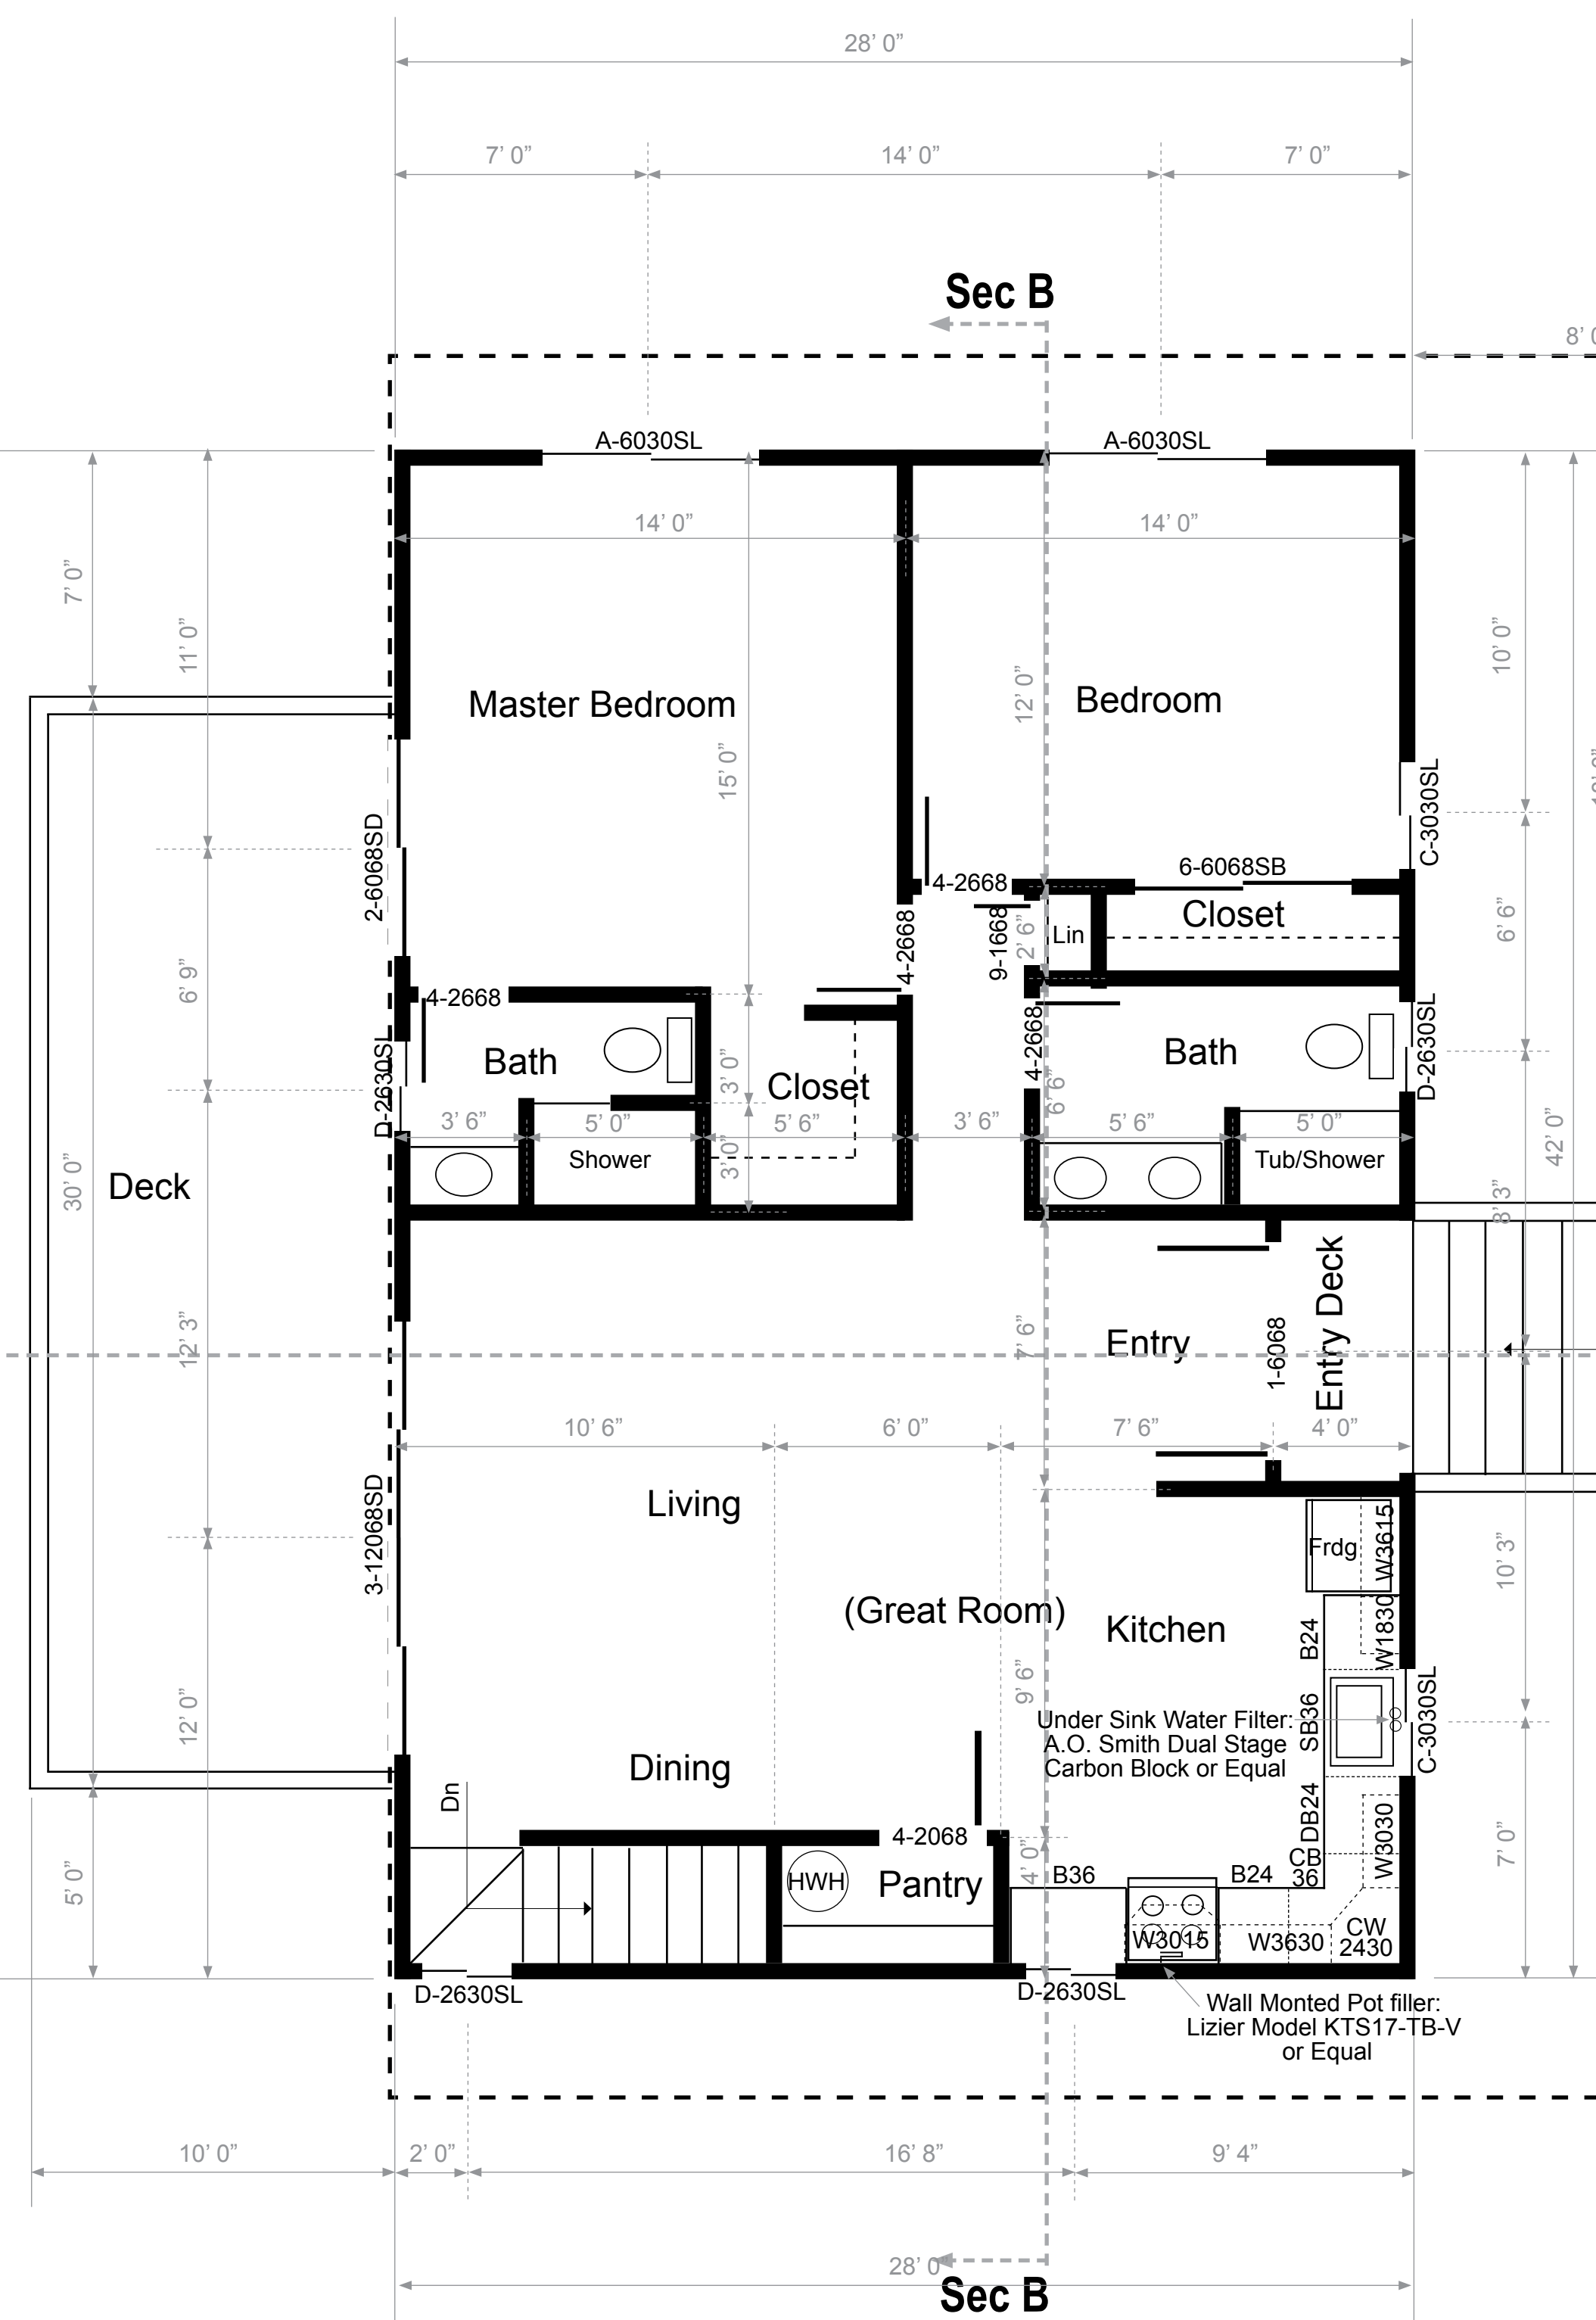 28’ 0”
7’ 0”
14’ 0”
7’ 0”
Sec B
A-6030SL
A-6030SL
14’ 0”
14’ 0”
7’ 0”
11’ 0”
10’ 0”
12’ 0”
Master Bedroom
Bedroom
15’ 0”
C-3030SL
2-6068SD
6-6068SB
4-2668
Closet
4-2668
9-1668
2’ 6”
Lin
6’ 6”
6’ 9”
4-2668
D-2630SL
Bath
3’ 0”
Closet
4-2668
Bath
D-2630SL
6’ 6”
3’ 6”
5’ 0”
5’ 6”
3’ 6”
5’ 6”
5’ 0”
42’ 0”
Shower
3’ 0”
Tub/Shower
Deck
30’ 0”
8’ 3”
12’ 3”
7’ 6”
Entry
1-6068
Entry Deck
10’ 6”
6’ 0”
7’ 6”
4’ 0”
Living
3-12068SD
Frdg
W3615
10’ 3”
(Great Room)
Kitchen
B24
W1830
9’ 6”
12’ 0”
Under Sink Water Filter:
A.O. Smith Dual Stage
Carbon Block or Equal
SB36
C-3030SL
Dining
Dn
DB24
W3030
4-2068
7’ 0”
5’ 0”
HWH
Pantry
4’ 0”
B36
B24
CB
36
W3015
W3630
CW
2430
D-2630SL
D-2630SL
Wall Monted Pot filler:
Lizier Model KTS17-TB-V
or Equal
10’ 0”
2’ 0”
16’ 8”
9’ 4”
28’ 0”
Sec B